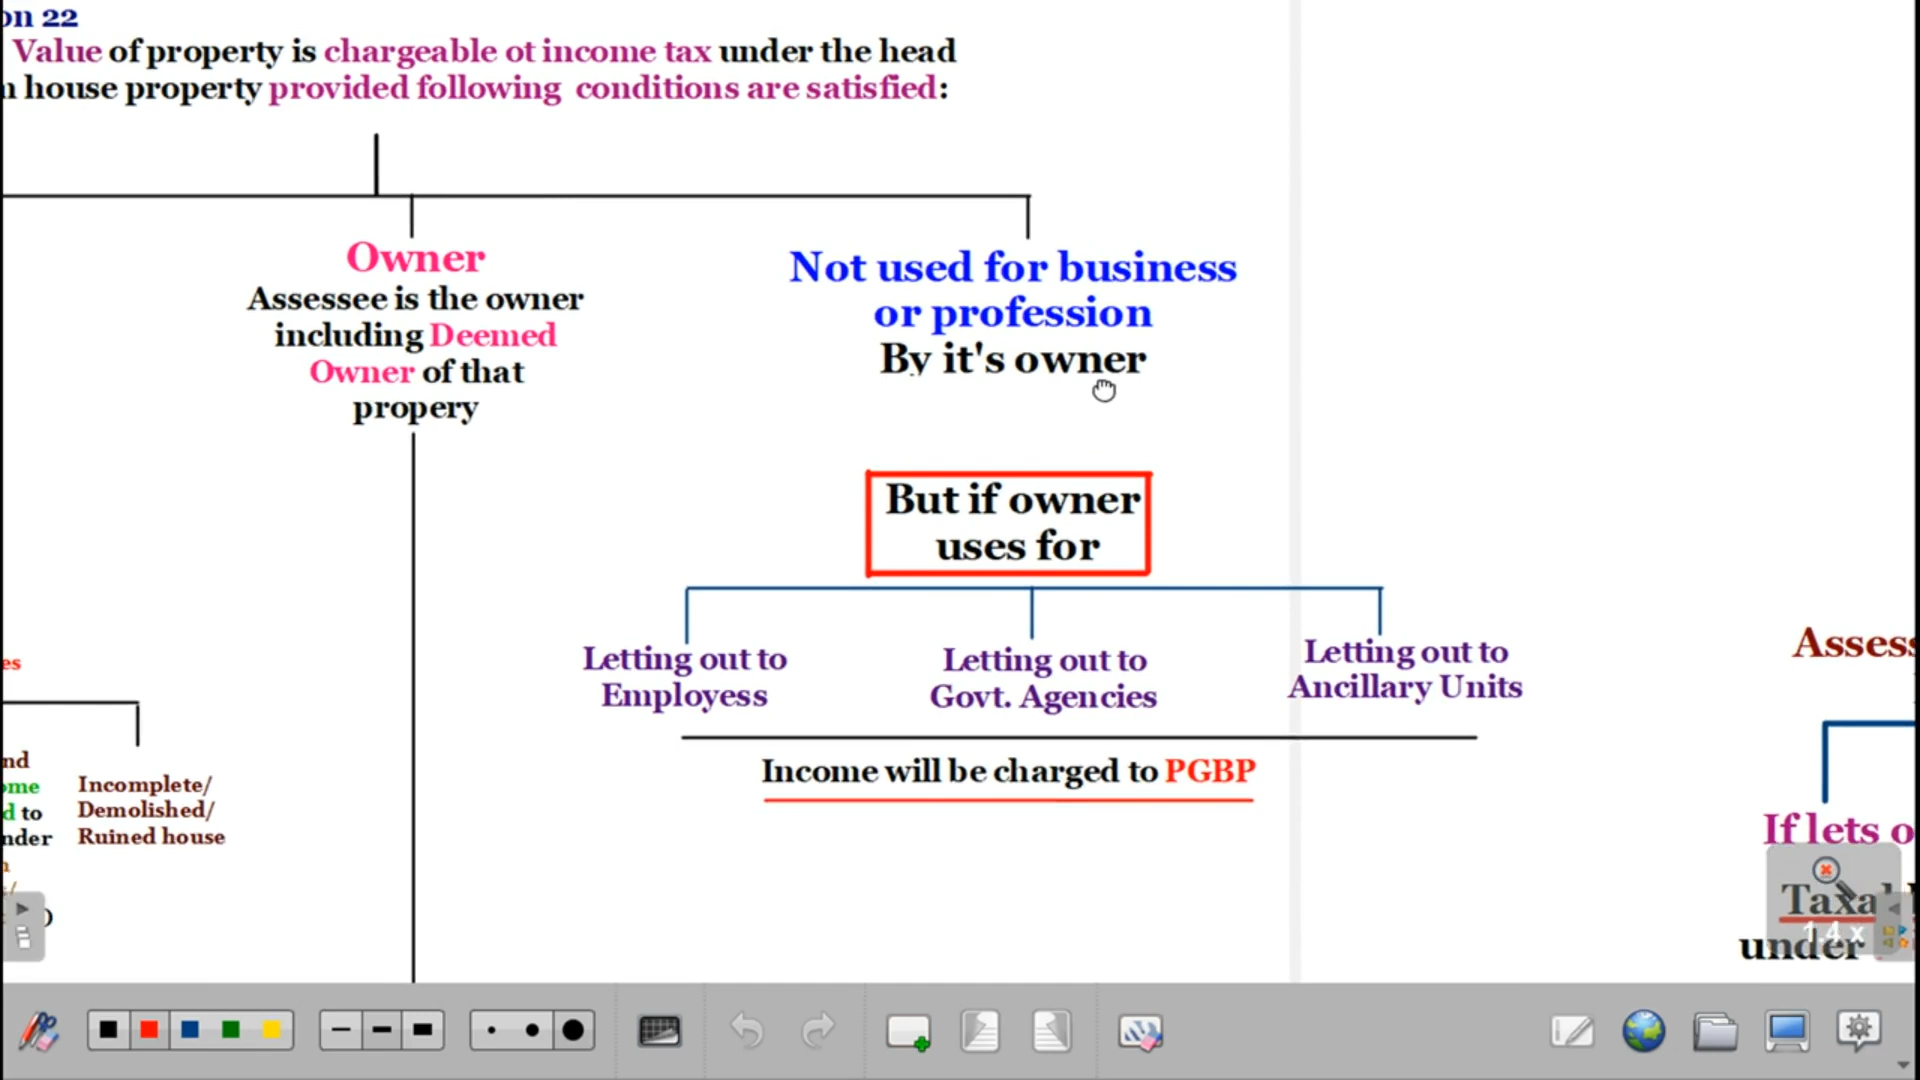 on 22
Value of property is chargeable ot income tax under the head
house property provided following conditions are satisfied:
Owner
Assessee is the owner
including Deemed
Owner of that
propery
Not used for business
or profession
By it's owner
But if owner
uses for
Letting out to
Employess
Letting out to
Govt. Agencies
Letting out to
Ancillary Units
Income will be charged to PGBP
es
nd
ome
d to
nder
Incomplete/
Demolished/
Ruined house
Assess
If lets o
Taxa
under
1.4 x